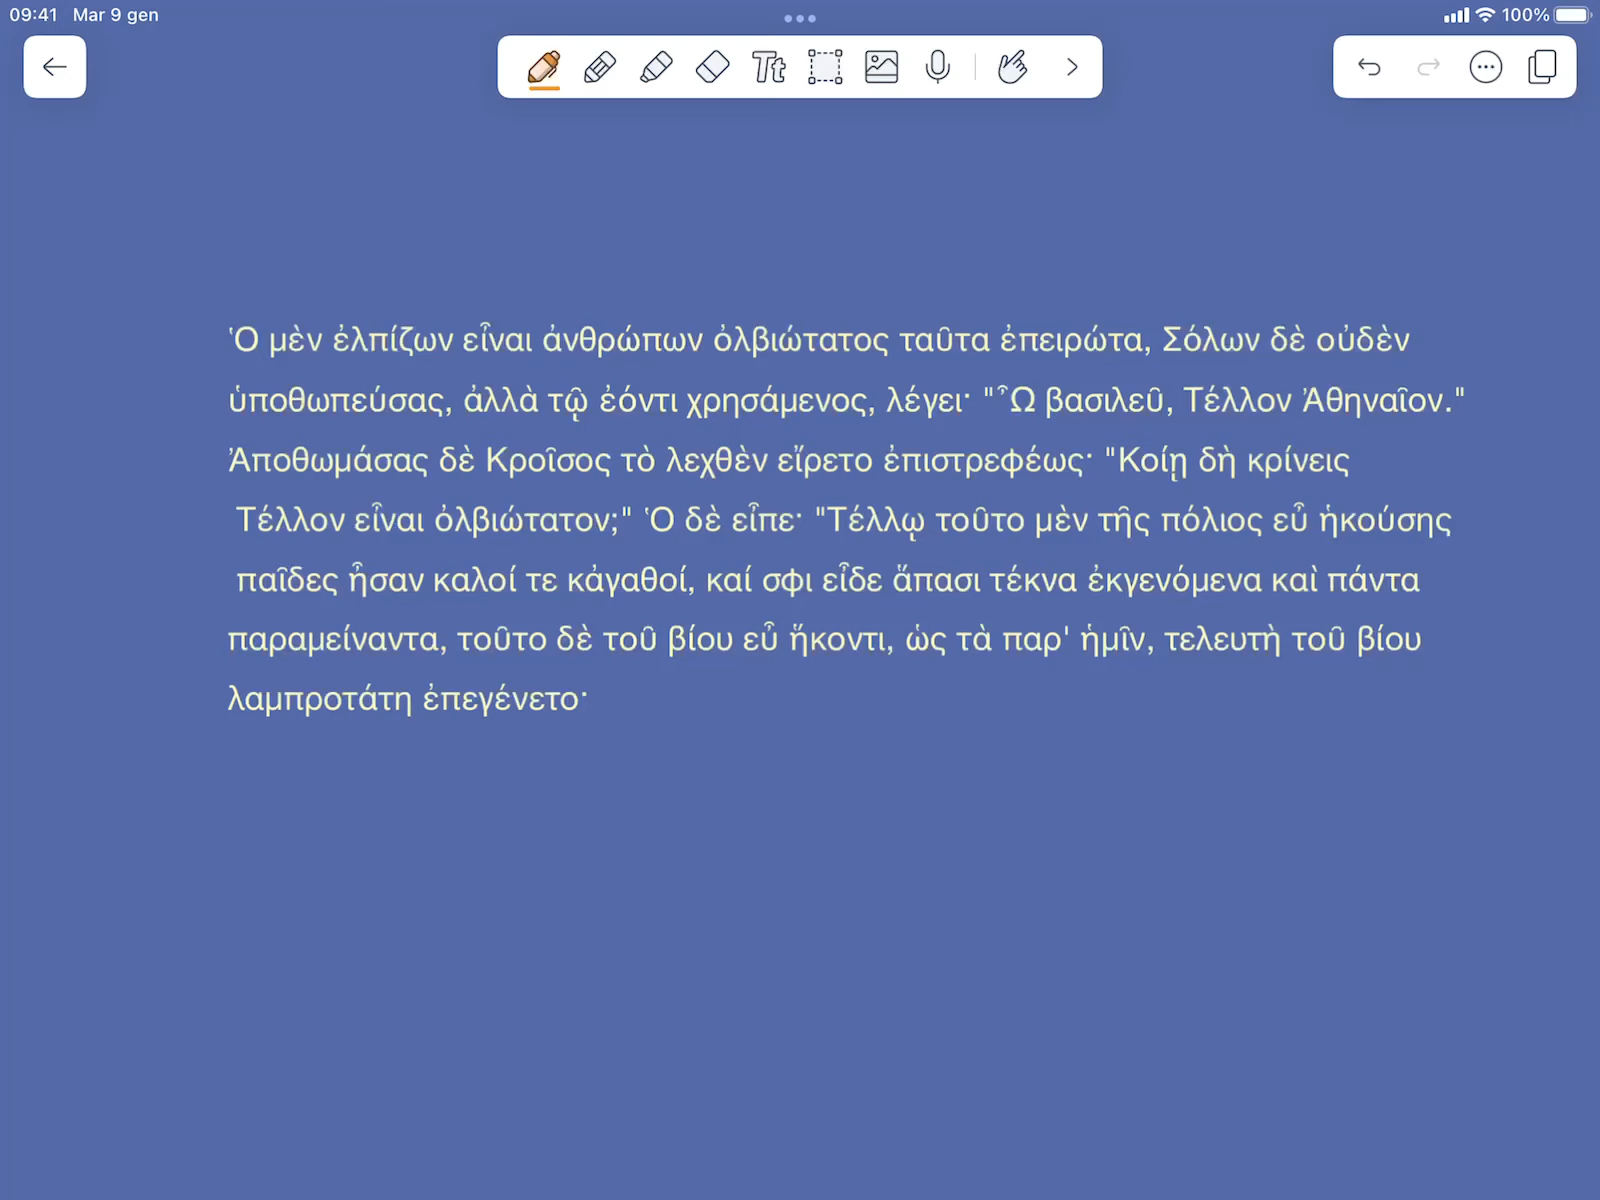 09:41 Mar 9 gen
100%
Tt
Ὁ μὲν ἐλπίζων εἶναι ἀνθρώπων ὀλβιώτατος ταῦτα ἐπειρώτα, Σόλων δὲ οὐδὲν
ὑποθωπεύσας, ἀλλὰ τῷ ἐόντι χρησάμενος, λέγει· "Ὦ βασιλεῦ, Τέλλον Ἀθηναῖον."
Ἀποθωμάσας δὲ Κροῖσος τὸ λεχθὲν εἴρετο ἐπιστρεφέως· "Κοίῃ δὴ κρίνεις
Τέλλον εἶναι ὀλβιώτατον;" Ὁ δὲ εἶπε· "Τέλλῳ τοῦτο μὲν τῆς πόλιος εὖ ἡκούσης
παῖδες ἦσαν καλοί τε κἀγαθοί, καί σφι εἶδε ἅπασι τέκνα ἐκγενόμενα καὶ πάντα
παραμείναντα, τοῦτο δὲ τοῦ βίου εὖ ἥκοντι, ὡς τὰ παρ' ἡμῖν, τελευτὴ τοῦ βίου
λαμπροτάτη ἐπεγένετο·